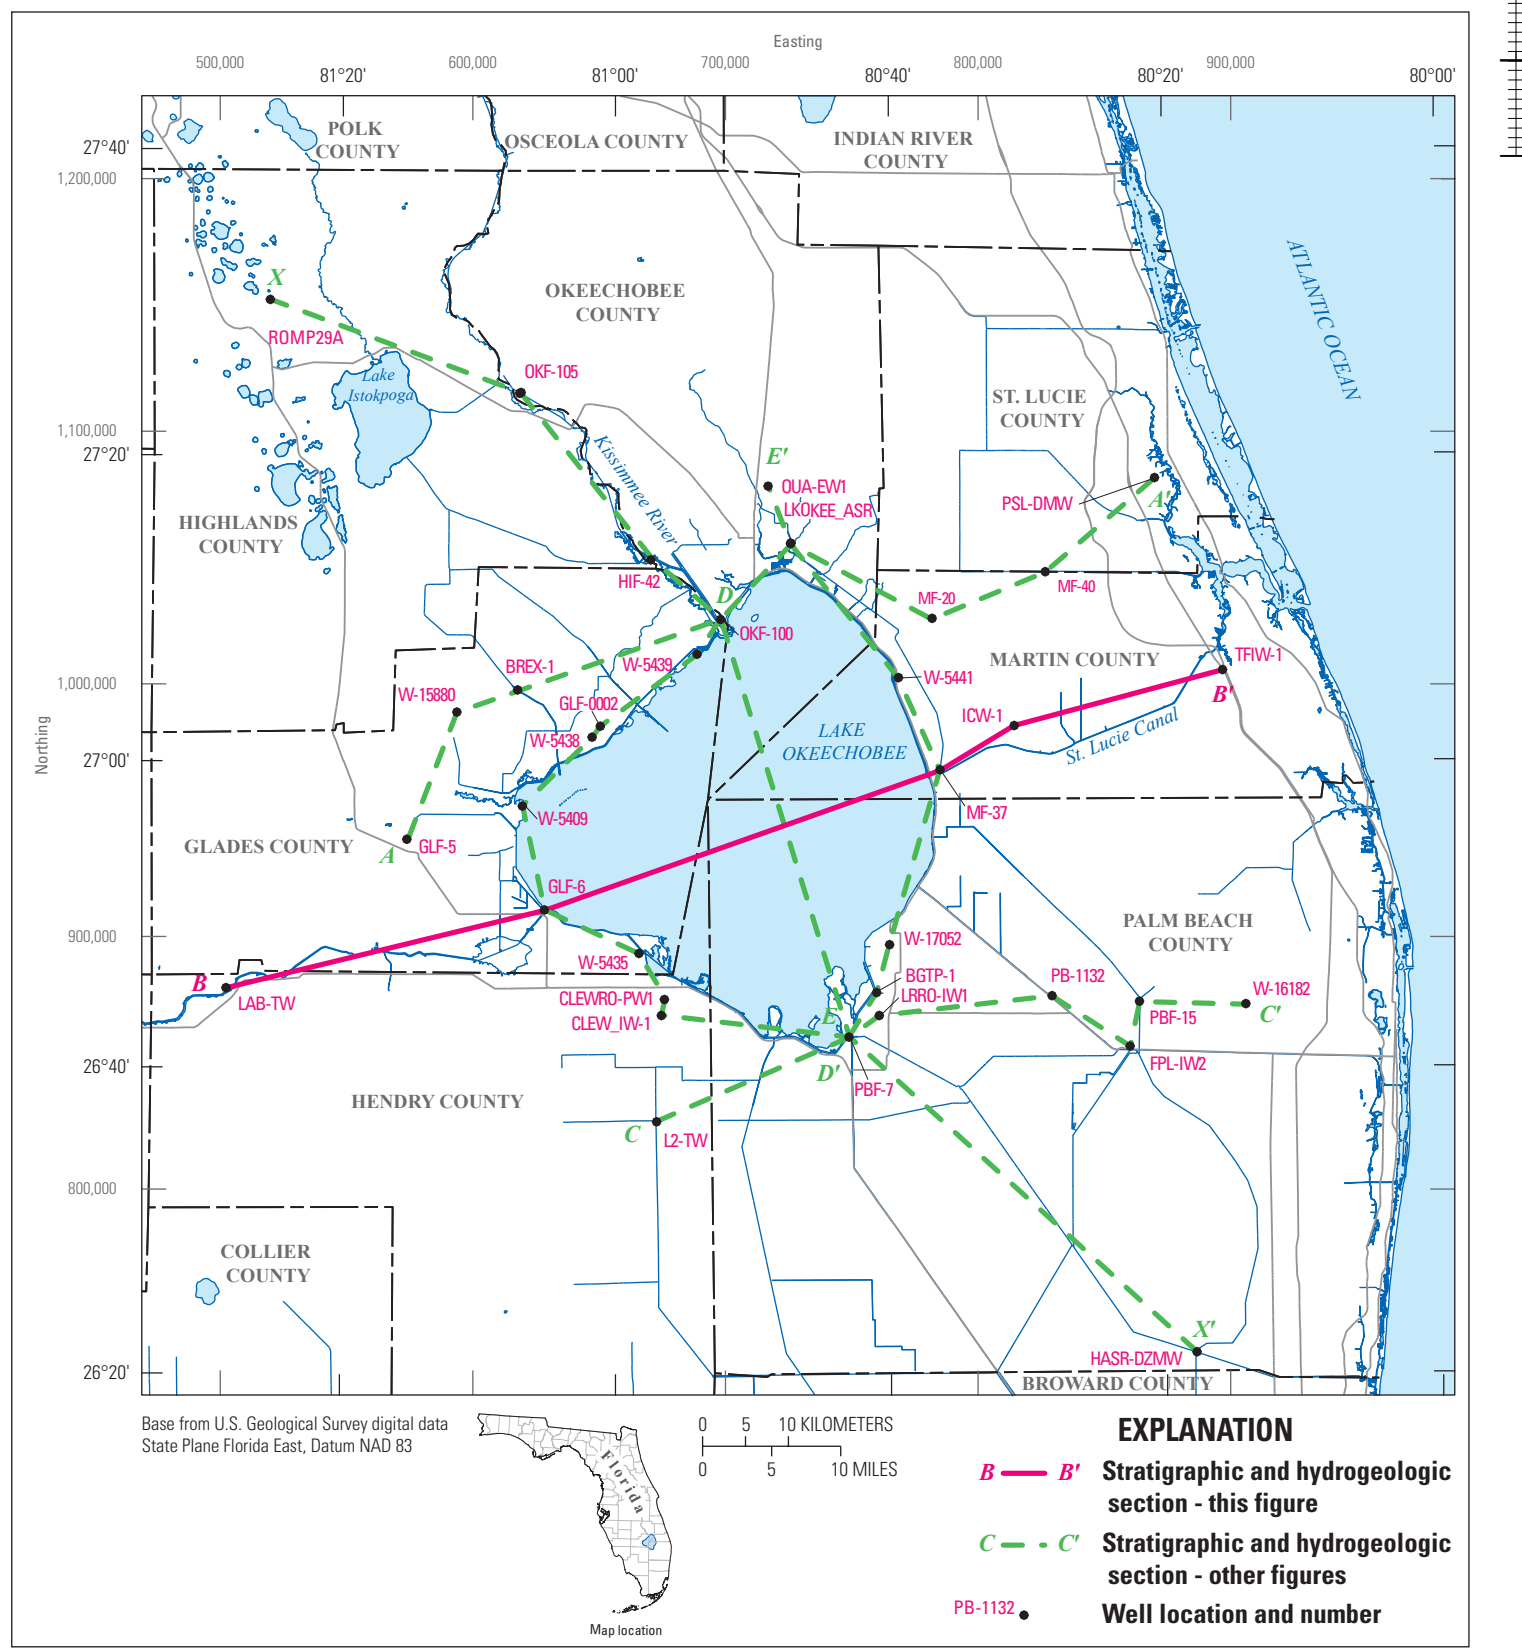 Easting
500,000
600,000
700,000
800,000
900,000
81°20'
81°00'
80°40'
80°20'
80°00'
27°40'
1,200,000
1,100,000
27°20'
1,000,000
Northing
27°00'
900,000
26°40'
800,000
26°20'
POLK
COUNTY
OSCEOLA COUNTY
INDIAN RIVER
COUNTY
ATLANTIC OCEAN
X
ROMP29A
OKEECHOBEE
COUNTY
Lake
Istokpoga
OKF-105
ST. LUCIE
COUNTY
Kissimmee River
E'
OUA-EW1
LKOKEE_ASR
PSL-DMW
A'
HIGHLANDS
COUNTY
HIF-42
D
MF-20
MF-40
OKF-100
W-5439
BREX-1
MARTIN COUNTY
TFIW-1
B'
W-15880
GLF-0002
W-5438
W-5441
ICW-1
St. Lucie Canal
LAKE
OKEECHOBEE
W-5409
MF-37
GLADES COUNTY
A
GLF-5
GLF-6
PALM BEACH
COUNTY
W-17052
W-5435
B
LAB-TW
BGTP-1
LRRO-IW1
PB-1132
W-16182
C'
CLEWRO-PW1
CLEW_IW-1
E
PBF-15
D'
PBF-7
FPL-IW2
HENDRY COUNTY
C
L2-TW
COLLIER
COUNTY
X'
HASR-DZMW
BROWARD COUNTY
Base from U.S. Geological Survey digital data
State Plane Florida East, Datum NAD 83
Florida
Map location
0 5 10 KILOMETERS
0 5 10 MILES
EXPLANATION
B B' Stratigraphic and hydrogeologic
section - this figure
C C' Stratigraphic and hydrogeologic
section - other figures
PB-1132 Well location and number